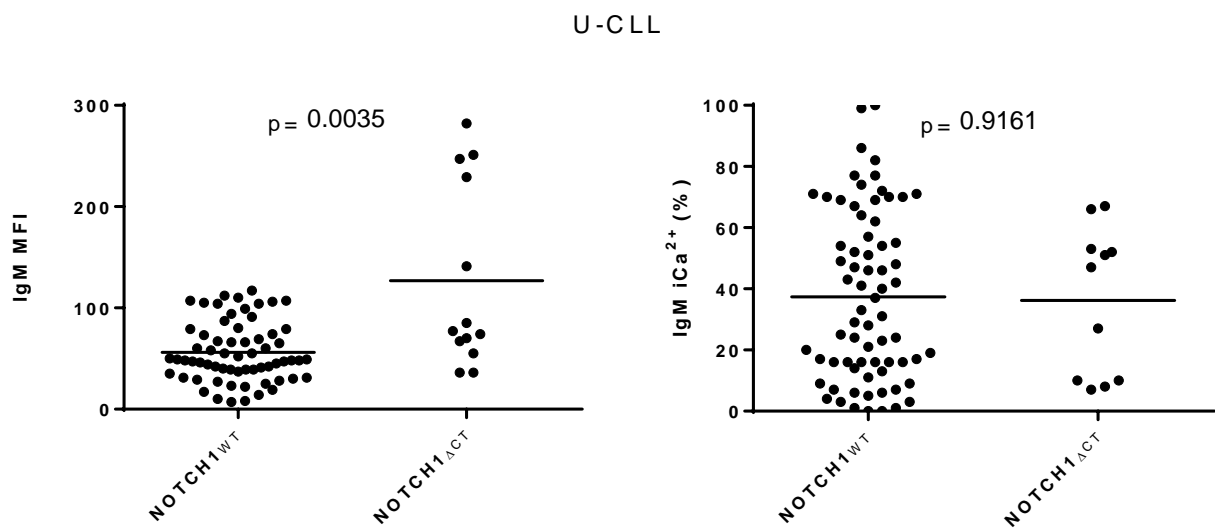 U-CLL
p= 0.0035
300
200
100
0
IgM MFI
NOTCH1WT
NOTCH1ΔCT
p= 0.9161
100
80
60
40
20
0
IgM iCa2+ (%)
NOTCH1WT
NOTCH1ΔCT